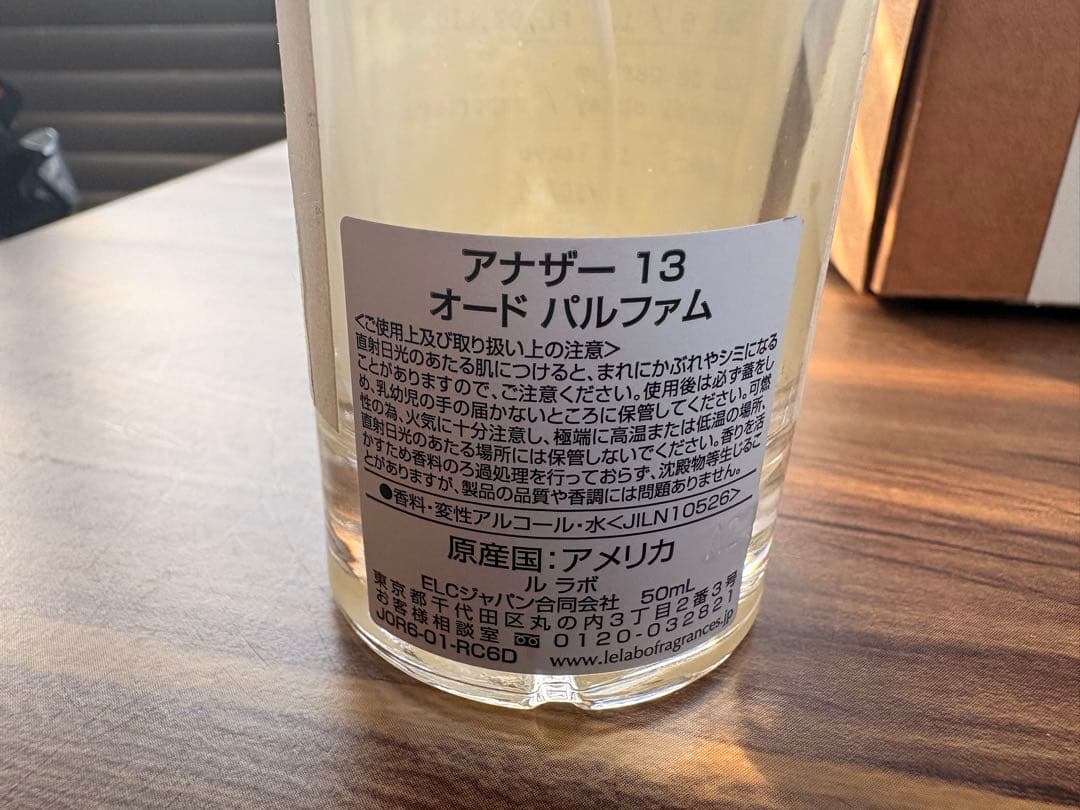 アナザー 13
オード パルファム
<ご使用上及び取り扱い上の注意>
直射日光のあたる肌につけると、まれにかぶれやシミになる
ことがありますので、ご注意ください。使用後は必ず蓋をし
め、乳幼児の手の届かないところに保管してください。可燃
性の為、火気に十分注意し、極端に高温または低温の場所、
直射日光のあたる場所には保管しないでください。香りを活
かすため香料のろ過処理を行っておらず、沈殿物等生じるこ
とがありますが、製品の品質や香調には問題ありません。
●香料・変性アルコール・水<JILN10526>
原産国：アメリカ
ル ラボ
ELCジャパン合同会社 50mL
東京都千代田区丸の内3丁目2番3号
お客様相談室 0120-032821
J0R6-01-RC6D www.lelabofragrances.jp